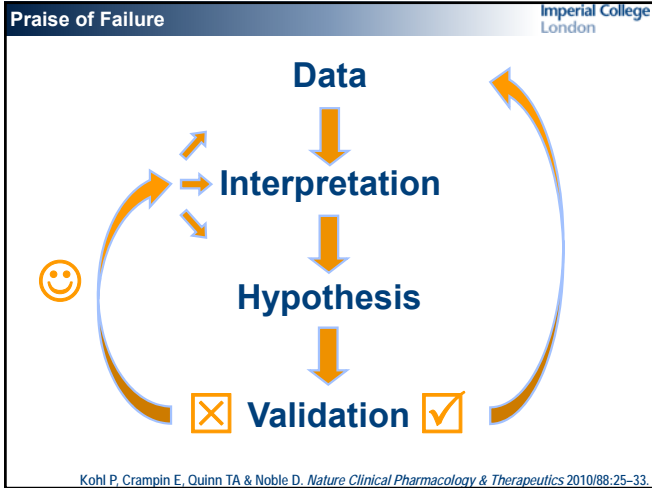 Praise of Failure
Imperial College
London
Data
Interpretation
Hypothesis
Validation
Kohl P, Crampin E, Quinn TA & Noble D. Nature Clinical Pharmacology & Therapeutics 2010/88:25–33.